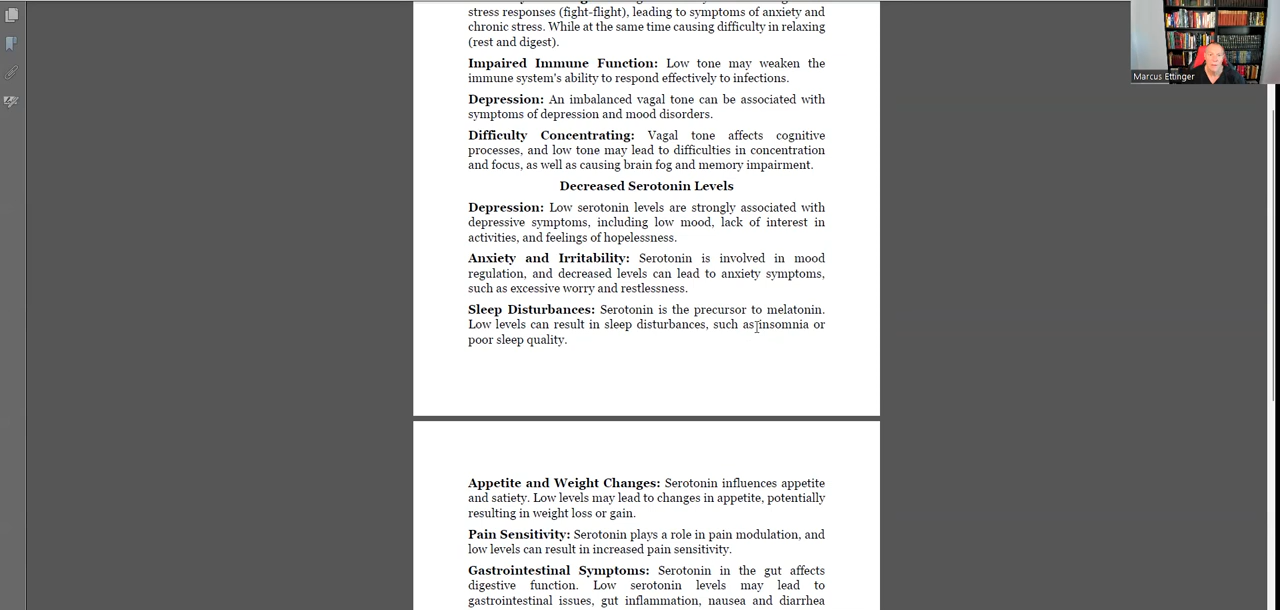 stress responses (fight-flight), leading to symptoms of anxiety and
chronic stress. While at the same time causing difficulty in relaxing
(rest and digest).
Impaired Immune Function: Low tone may weaken the
immune system's ability to respond effectively to infections.
Depression: An imbalanced vagal tone can be associated with
symptoms of depression and mood disorders.
Difficulty Concentrating: Vagal tone affects cognitive
processes, and low tone may lead to difficulties in concentration
and focus, as well as causing brain fog and memory impairment.
Decreased Serotonin Levels
Depression: Low serotonin levels are strongly associated with
depressive symptoms, including low mood, lack of interest in
activities, and feelings of hopelessness.
Anxiety and Irritability: Serotonin is involved in mood
regulation, and decreased levels can lead to anxiety symptoms,
such as excessive worry and restlessness.
Sleep Disturbances: Serotonin is the precursor to melatonin.
Low levels can result in sleep disturbances, such as insomnia or
poor sleep quality.
Appetite and Weight Changes: Serotonin influences appetite
and satiety. Low levels may lead to changes in appetite, potentially
resulting in weight loss or gain.
Pain Sensitivity: Serotonin plays a role in pain modulation, and
low levels can result in increased pain sensitivity.
Gastrointestinal Symptoms: Serotonin in the gut affects
digestive function. Low serotonin levels may lead to
gastrointestinal issues, gut inflammation, nausea and diarrhea
Marcus Ettinger